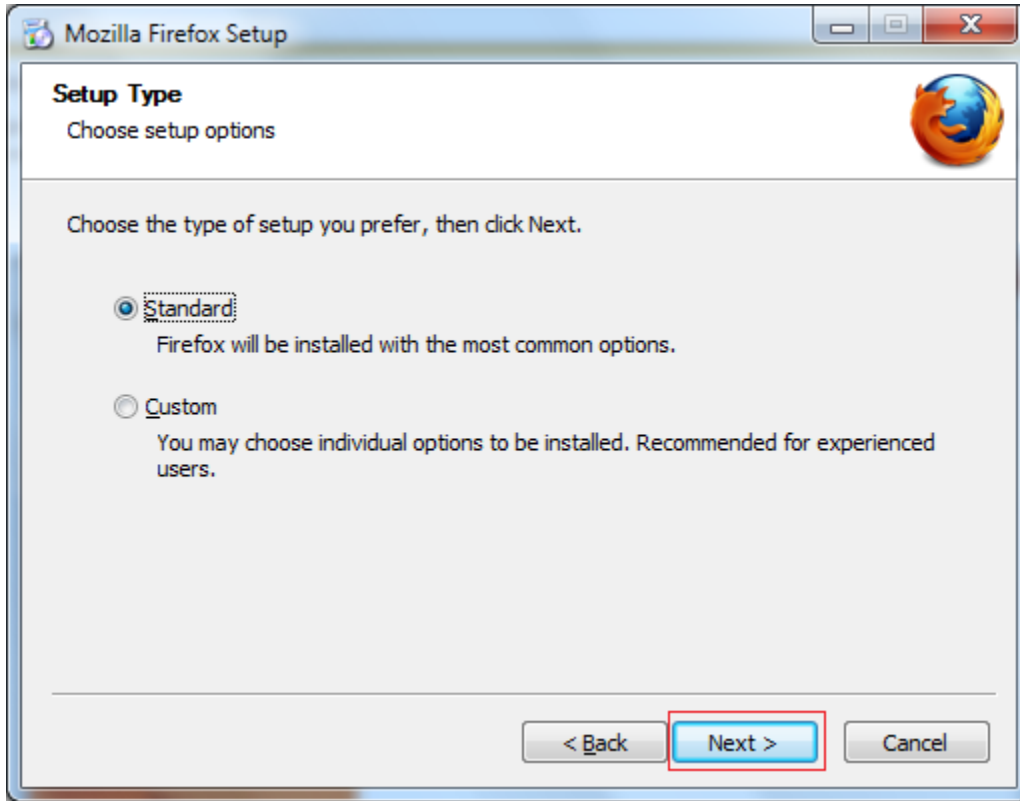 Mozilla Firefox Setup
Setup Type
Choose setup options
Choose the type of setup you prefer, then click Next.
Standard
Firefox will be installed with the most common options.
Custom
You may choose individual options to be installed. Recommended for experienced
users.
< Back Next > Cancel